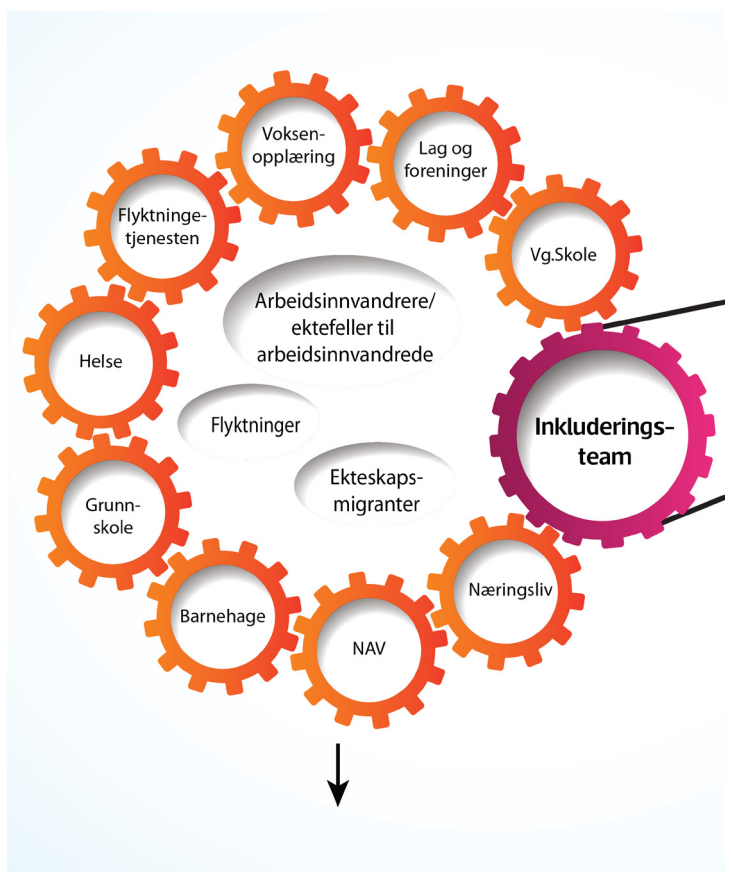 Voksen-
opplæring
Lag og
foreninger
Flyktninge-
tjenesten
Vg.Skole
Arbeidsinnvandrere/
ektefeller til
arbeidsinnvandrede
Helse
Flyktninger
Inkluderings-
team
Ekteskaps-
migranter
Grunn-
skole
Næringsliv
Barnehage
NAV